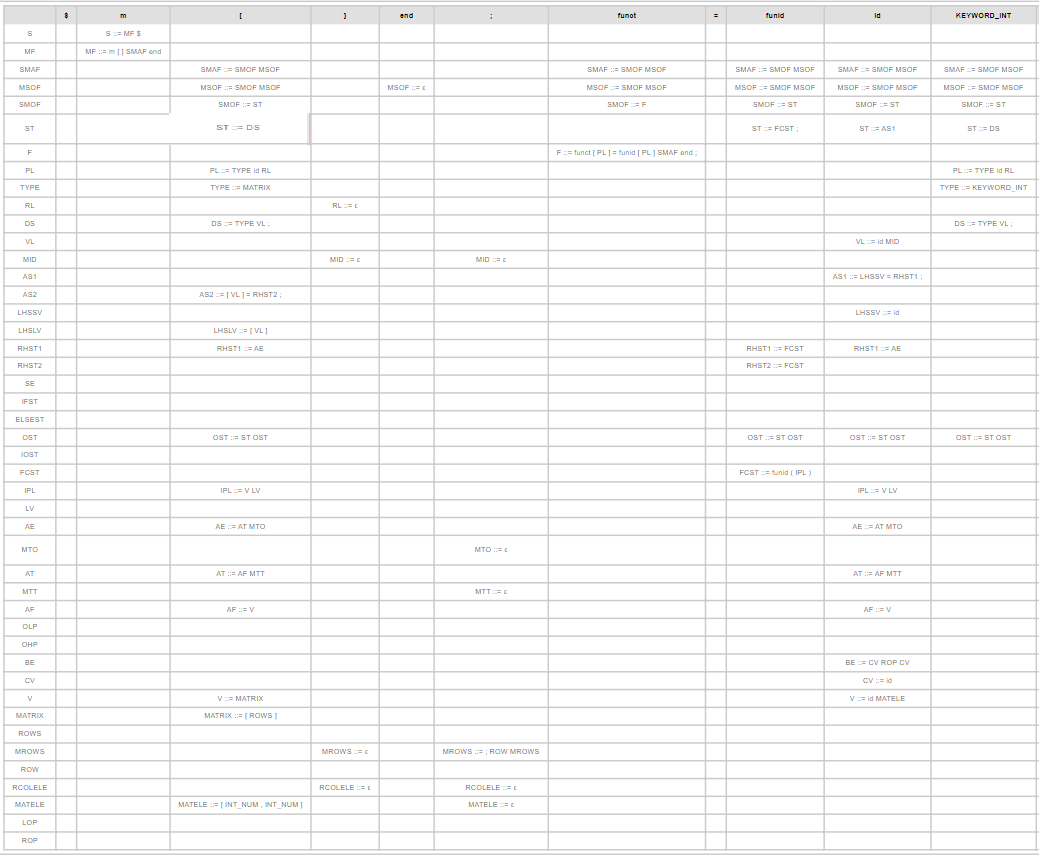 $ m [ ] end ; funct = funid id KEYWORD_INT
S S ::= MF $
MF MF ::= m [ ] SMAF end
SMAF SMAF ::= SMOF MSOF SMAF ::= SMOF MSOF SMAF ::= SMOF MSOF SMAF ::= SMOF MSOF SMAF ::= SMOF MSOF
MSOF MSOF ::= SMOF MSOF MSOF ::= ε MSOF ::= SMOF MSOF MSOF ::= SMOF MSOF MSOF ::= SMOF MSOF MSOF ::= SMOF MSOF
SMOF SMOF ::= ST SMOF ::= F SMOF ::= ST SMOF ::= ST SMOF ::= ST
ST ST ::= DS ST ::= FCST ; ST ::= AS1 ST ::= DS
F F ::= funct [ PL ] = funid [ PL ] SMAF end ;
PL PL ::= TYPE id RL PL ::= TYPE id RL
TYPE TYPE ::= MATRIX TYPE ::= KEYWORD_INT
RL RL ::= ε
DS DS ::= TYPE VL ; DS ::= TYPE VL ;
VL VL ::= id MID
MID MID ::= ε MID ::= ε
AS1 AS1 ::= LHSSV = RHST1 ;
AS2 AS2 ::= [ VL ] = RHST2 ;
LHSSV LHSSV ::= id
LHSLV LHSLV ::= [ VL ]
RHST1 RHST1 ::= AE RHST1 ::= FCST RHST1 ::= AE
RHST2 RHST2 ::= FCST
SE
IFST
ELSEST
OST OST ::= ST OST OST ::= ST OST OST ::= ST OST OST ::= ST OST
IOST
FCST FCST ::= funid ( IPL )
IPL IPL ::= V LV IPL ::= V LV
LV
AE AE ::= AT MTO AE ::= AT MTO
MTO MTO ::= ε
AT AT ::= AF MTT AT ::= AF MTT
MTT MTT ::= ε
AF AF ::= V AF ::= V
OLP
OHP
BE BE ::= CV ROP CV
CV CV ::= id
V V ::= MATRIX V ::= id MATELE
MATRIX MATRIX ::= [ ROWS ]
ROWS
MROWS MROWS ::= ε MROWS ::= ; ROW MROWS
ROW
RCOLELE RCOLELE ::= ε RCOLELE ::= ε
MATELE MATELE ::= [ INT_NUM , INT_NUM ] MATELE ::= ε
LOP
ROP